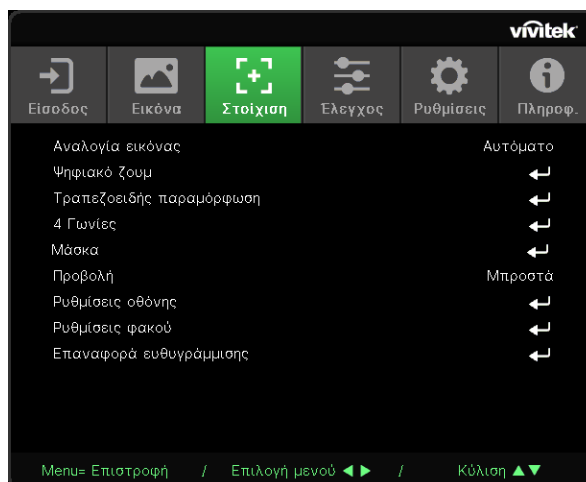 vivitek
Είσοδος Εικόνα Στοίχιση Έλεγχος Ρυθμίσεις Πληροφ.
Αναλογία εικόνας Αυτόματο
Ψηφιακό ζουμ
Τραπεζοειδής παραμόρφωση
4 Γωνίες
Μάσκα
Προβολή Μπροστά
Ρυθμίσεις οθόνης
Ρυθμίσεις φακού
Επαναφορά ευθυγράμμισης
Menu= Επιστροφή / Επιλογή μενού ◀ ▶ / Κύλιση ▲▼